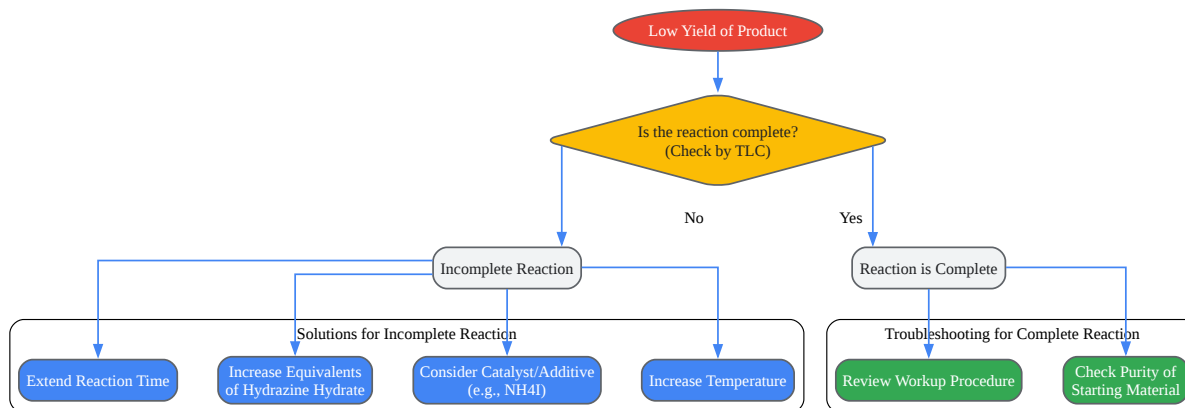 Low Yield of Product
Is the reaction complete?
(Check by TLC)
No
Yes
Incomplete Reaction
Reaction is Complete
Solutions for Incomplete Reaction
Troubleshooting for Complete Reaction
Extend Reaction Time
Increase Equivalents
of Hydrazine Hydrate
Consider Catalyst/Additive
(e.g., NH4I)
Increase Temperature
Review Workup Procedure
Check Purity of
Starting Material